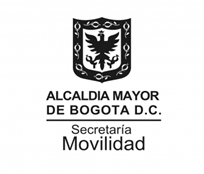 ALCALDIA MAYOR
DE BOGOTA D.C.
Secretaría
Movilidad